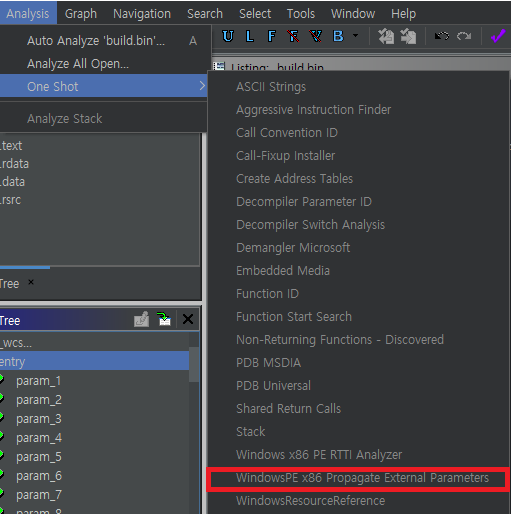 Analysis Graph Navigation Search Select Tools Window Help
Auto Analyze 'build.bin'... A
Analyze All Open...
One Shot
Analyze Stack
U L F B
Listing: build.bin
.text
.rdata
.data
.rsrc
Tree ×
Tree
_wcs...
entry
param_1
param_2
param_3
param_4
param_5
param_6
param_7
param_8
ASCII Strings
Aggressive Instruction Finder
Call Convention ID
Call-Fixup Installer
Create Address Tables
Decompiler Parameter ID
Decompiler Switch Analysis
Demangler Microsoft
Embedded Media
Function ID
Function Start Search
Non-Returning Functions - Discovered
PDB MSDIA
PDB Universal
Shared Return Calls
Stack
Windows x86 PE RTTI Analyzer
WindowsPE x86 Propagate External Parameters
WindowsResourceReference